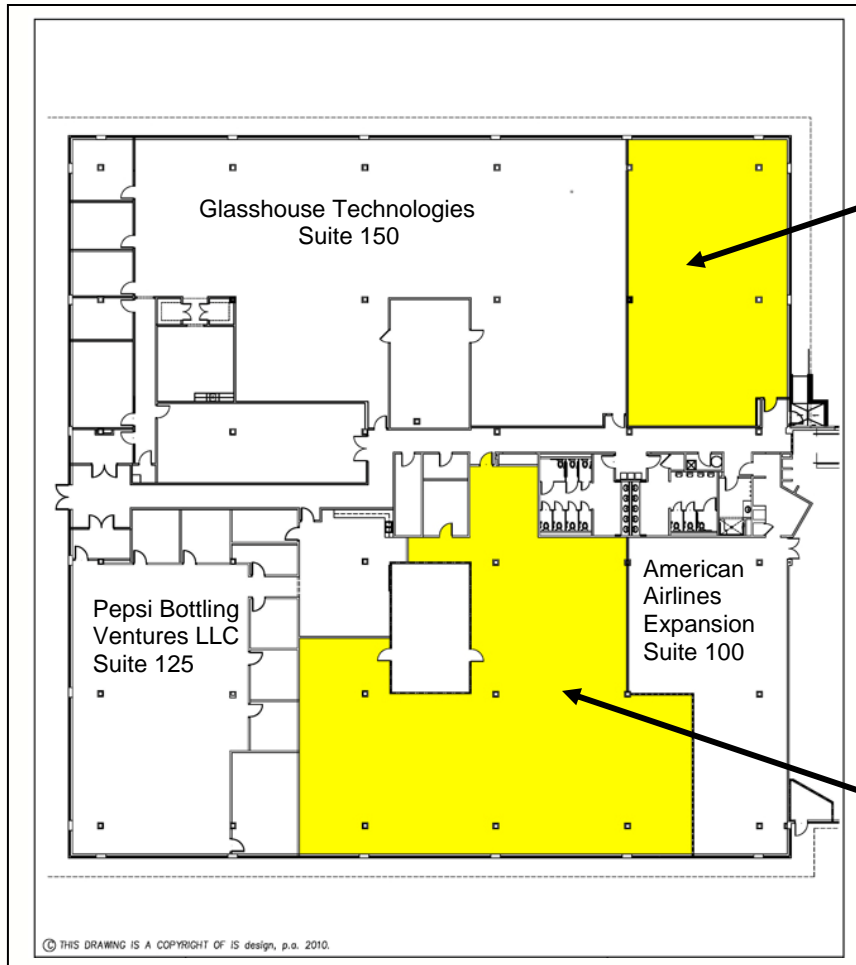 Glasshouse Technologies
Suite 150
Pepsi Bottling
Ventures LLC
Suite 125
American
Airlines
Expansion
Suite 100
© THIS DRAWING IS A COPYRIGHT OF IS design, p.a. 2010.